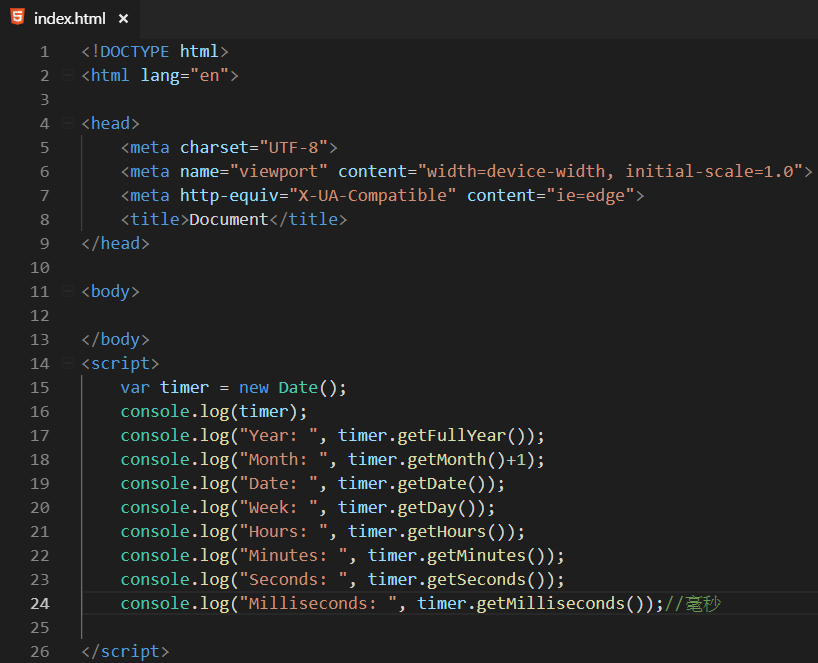 index.html ×
1 <!DOCTYPE html>
2 <html lang="en">
3
4 <head>
5     <meta charset="UTF-8">
6     <meta name="viewport" content="width=device-width, initial-scale=1.0">
7     <meta http-equiv="X-UA-Compatible" content="ie=edge">
8     <title>Document</title>
9 </head>
10
11 <body>
12
13 </body>
14 <script>
15     var timer = new Date();
16     console.log(timer);
17     console.log("Year: ", timer.getFullYear());
18     console.log("Month: ", timer.getMonth()+1);
19     console.log("Date: ", timer.getDate());
20     console.log("Week: ", timer.getDay());
21     console.log("Hours: ", timer.getHours());
22     console.log("Minutes: ", timer.getMinutes());
23     console.log("Seconds: ", timer.getSeconds());
24     console.log("Milliseconds: ", timer.getMilliseconds());//毫秒
25
26 </script>